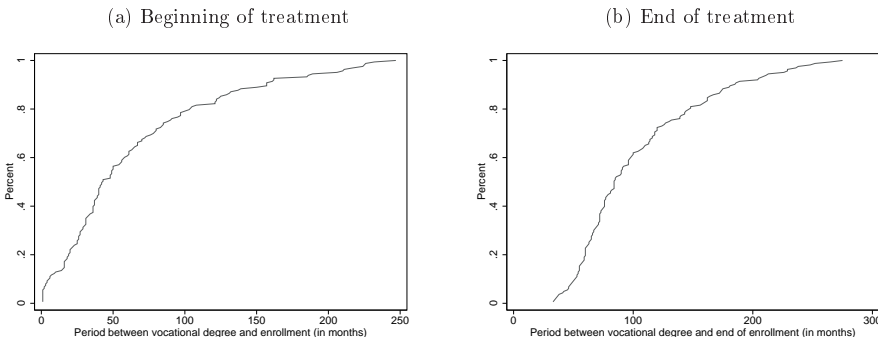 (a) Beginning of treatment
Percent
0 .2 .4 .6 .8 1
0 50 100 150 200 250
Period between vocational degree and enrollment (in months)
(b) End of treatment
Percent
0 .2 .4 .6 .8 1
0 100 200 300
Period between vocational degree and end of enrollment (in months)